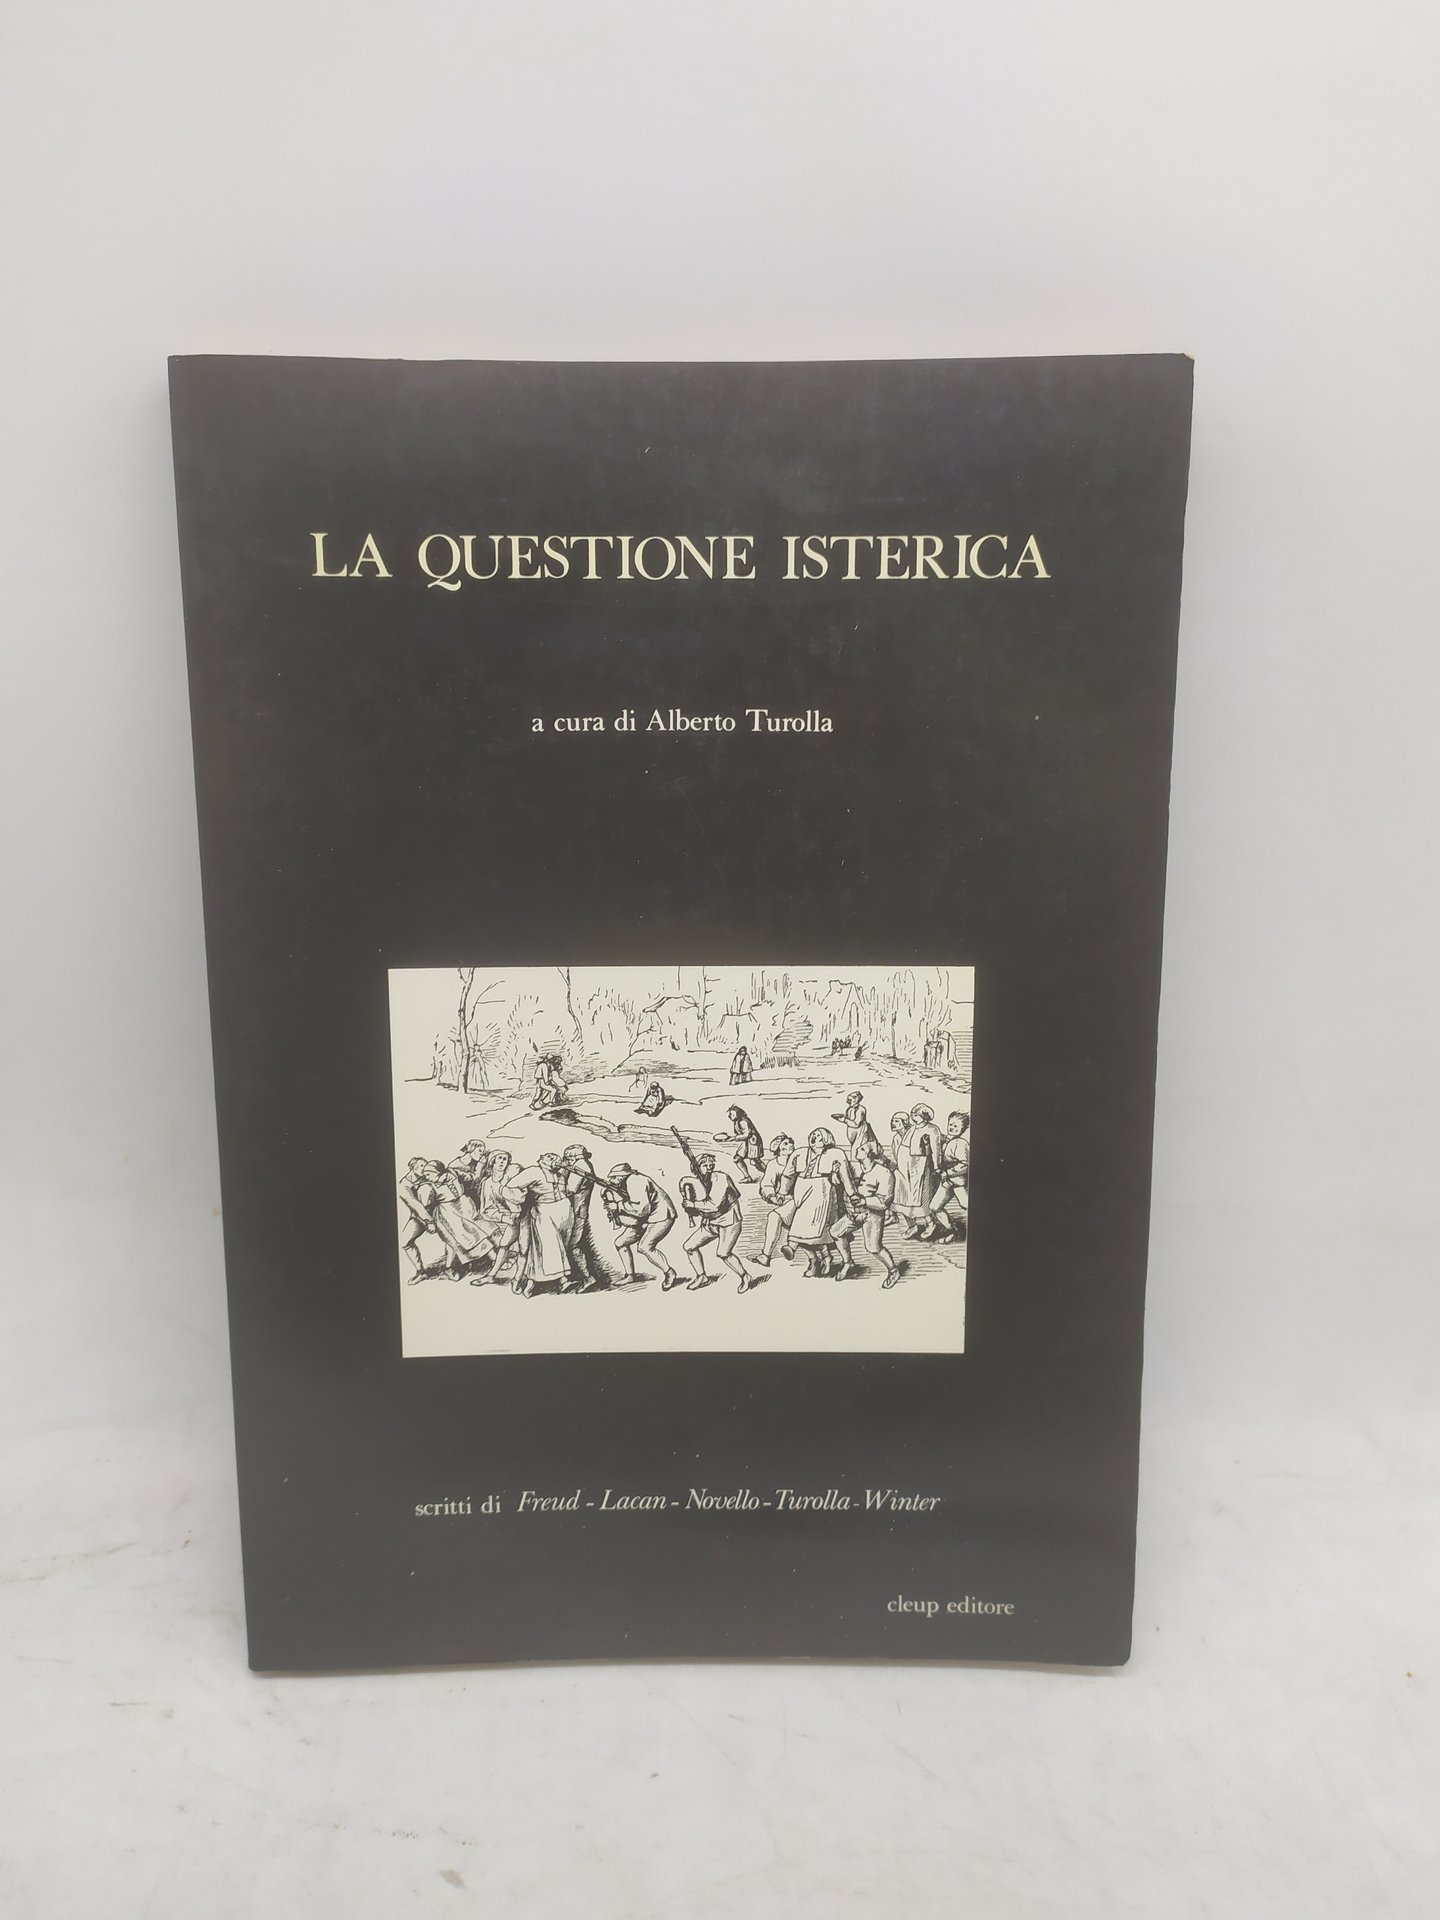 LA QUESTIONE ISTERICA
a cura di Alberto Turolla
scritti di Freud - Lacan - Novello - Turolla - Winter
cleup editore